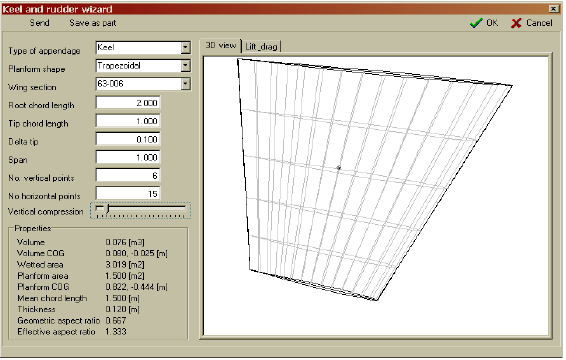 Keel and rudder wizard
Send Save as part OK Cancel
Type of appendage Keel
Planform shape Trapezoidal
Wing section 63-006
Root chord length 2.000
Tip chord length 1.000
Delta tip 0.100
Span 1.000
No. vertical points 6
No horizontal points 15
Vertical compression
3D view Lift_drag
Properties
Volume 0.076 [m3]
Volume COG 0.080, -0.025 [m]
Wetted area 3.019 [m2]
Planform area 1.500 [m2]
Planform COG 0.822, -0.444 [m]
Mean chord length 1.500 [m]
Thickness 0.120 [m]
Geometric aspect ratio 0.667
Effective aspect ratio 1.333